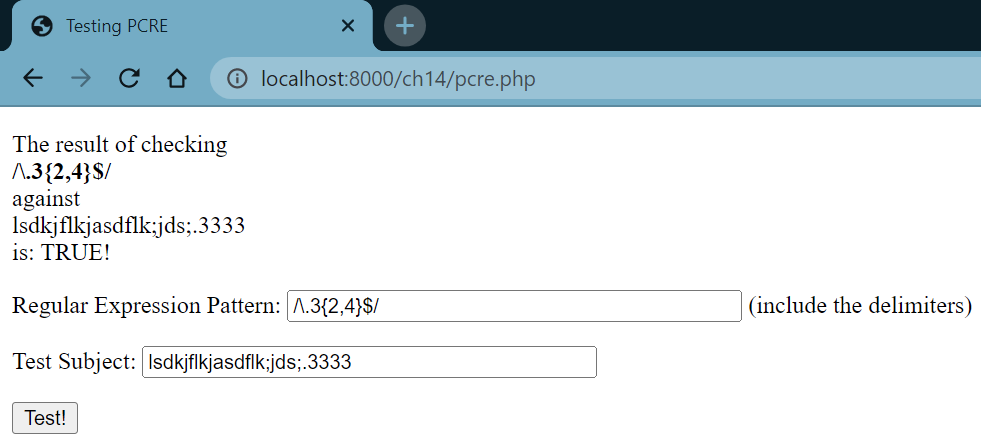 Testing PCRE
localhost:8000/ch14/pcre.php
The result of checking
/\.3{2,4}$/
against
lsdkjflkjasdflk;jds;.3333
is: TRUE!
Regular Expression Pattern: /\.3{2,4}$/ (include the delimiters)
Test Subject: lsdkjflkjasdflk;jds;.3333
Test!